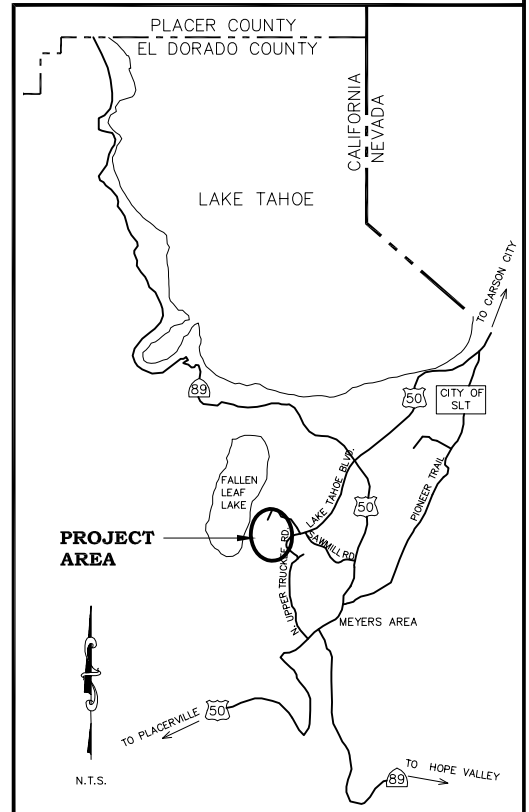 PLACER COUNTY
EL DORADO COUNTY
CALIFORNIA
NEVADA
LAKE TAHOE
TO CARSON CITY
89
50
CITY OF
SLT
FALLEN
LEAF
LAKE
LAKE TAHOE BLVD.
50
PIONEER TRAIL
PROJECT
AREA
SAWMILL RD.
N. UPPER TRUCKEE RD.
MEYERS AREA
50
TO PLACERVILLE
N.T.S.
TO HOPE VALLEY
89